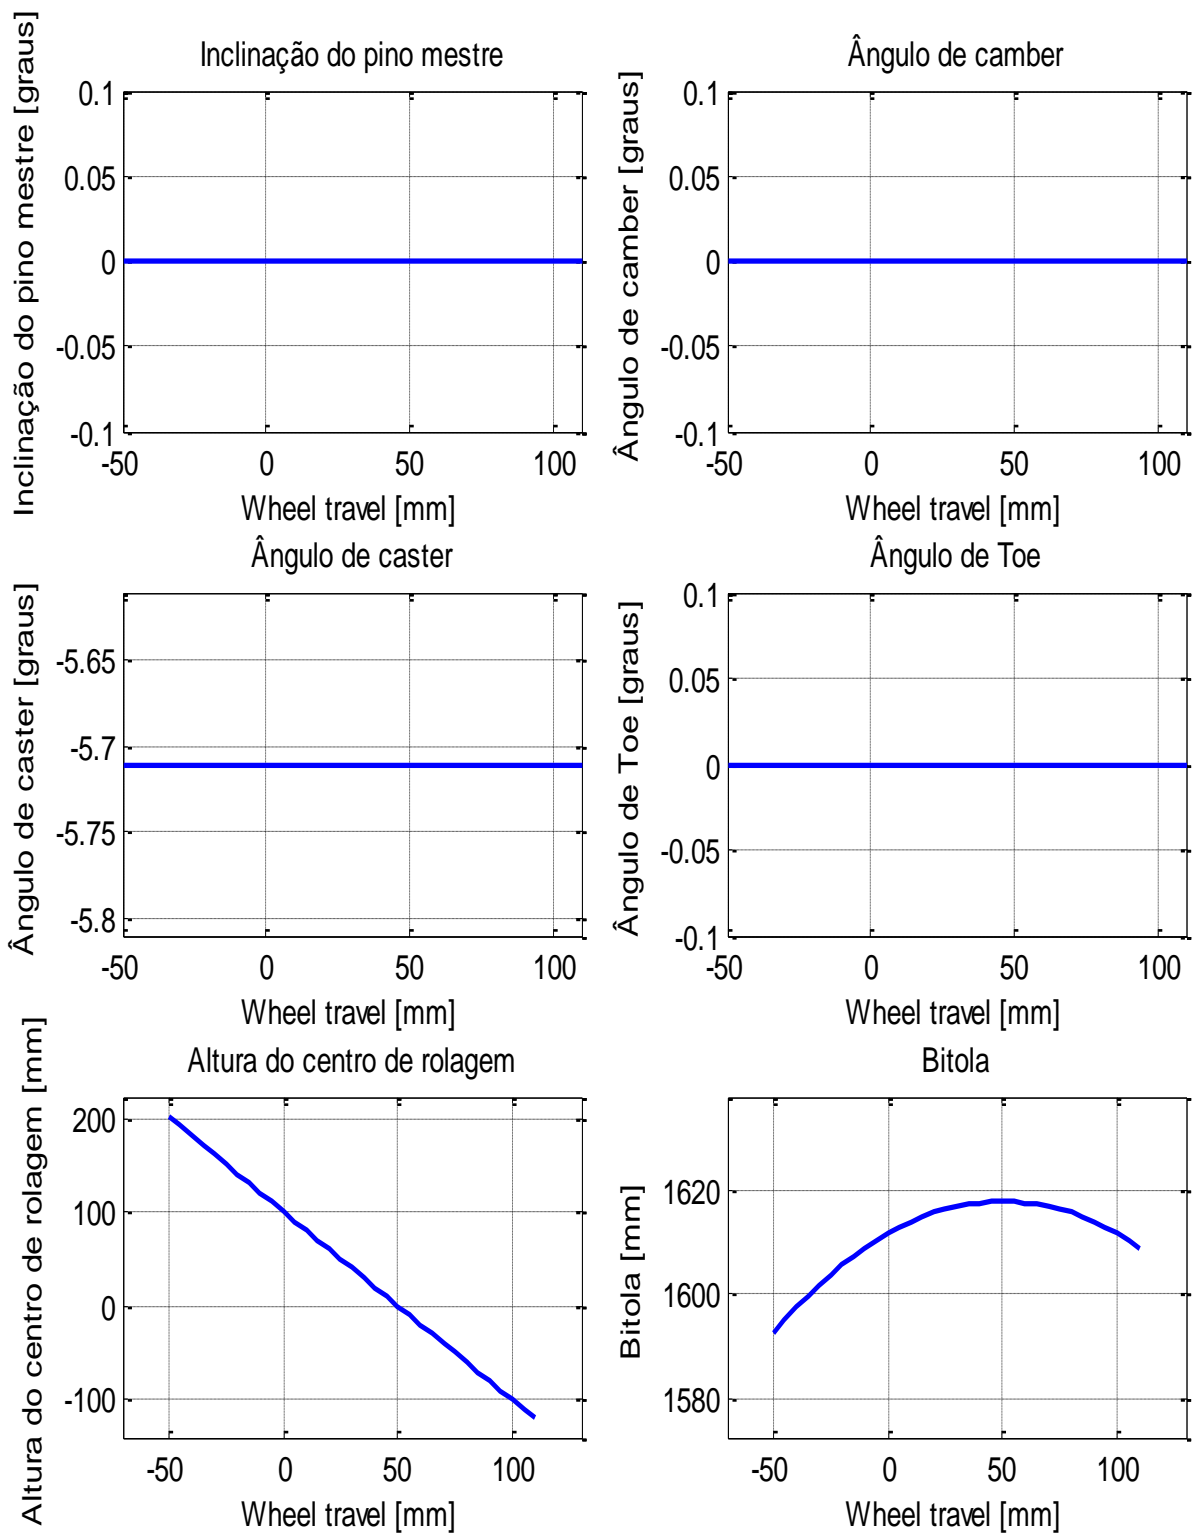 Inclinação do pino mestre
Inclinação do pino mestre [graus]
0.1
0.05
0
-0.05
-0.1
-50 0 50 100
Wheel travel [mm]
Ângulo de camber
Ângulo de camber [graus]
0.1
0.05
0
-0.05
-0.1
-50 0 50 100
Wheel travel [mm]
Ângulo de caster
Ângulo de caster [graus]
-5.65
-5.7
-5.75
-5.8
-50 0 50 100
Wheel travel [mm]
Ângulo de Toe
Ângulo de Toe [graus]
0.1
0.05
0
-0.05
-0.1
-50 0 50 100
Wheel travel [mm]
Altura do centro de rolagem
Altura do centro de rolagem [mm]
200
100
0
-100
-50 0 50 100
Wheel travel [mm]
Bitola
Bitola [mm]
1620
1600
1580
-50 0 50 100
Wheel travel [mm]